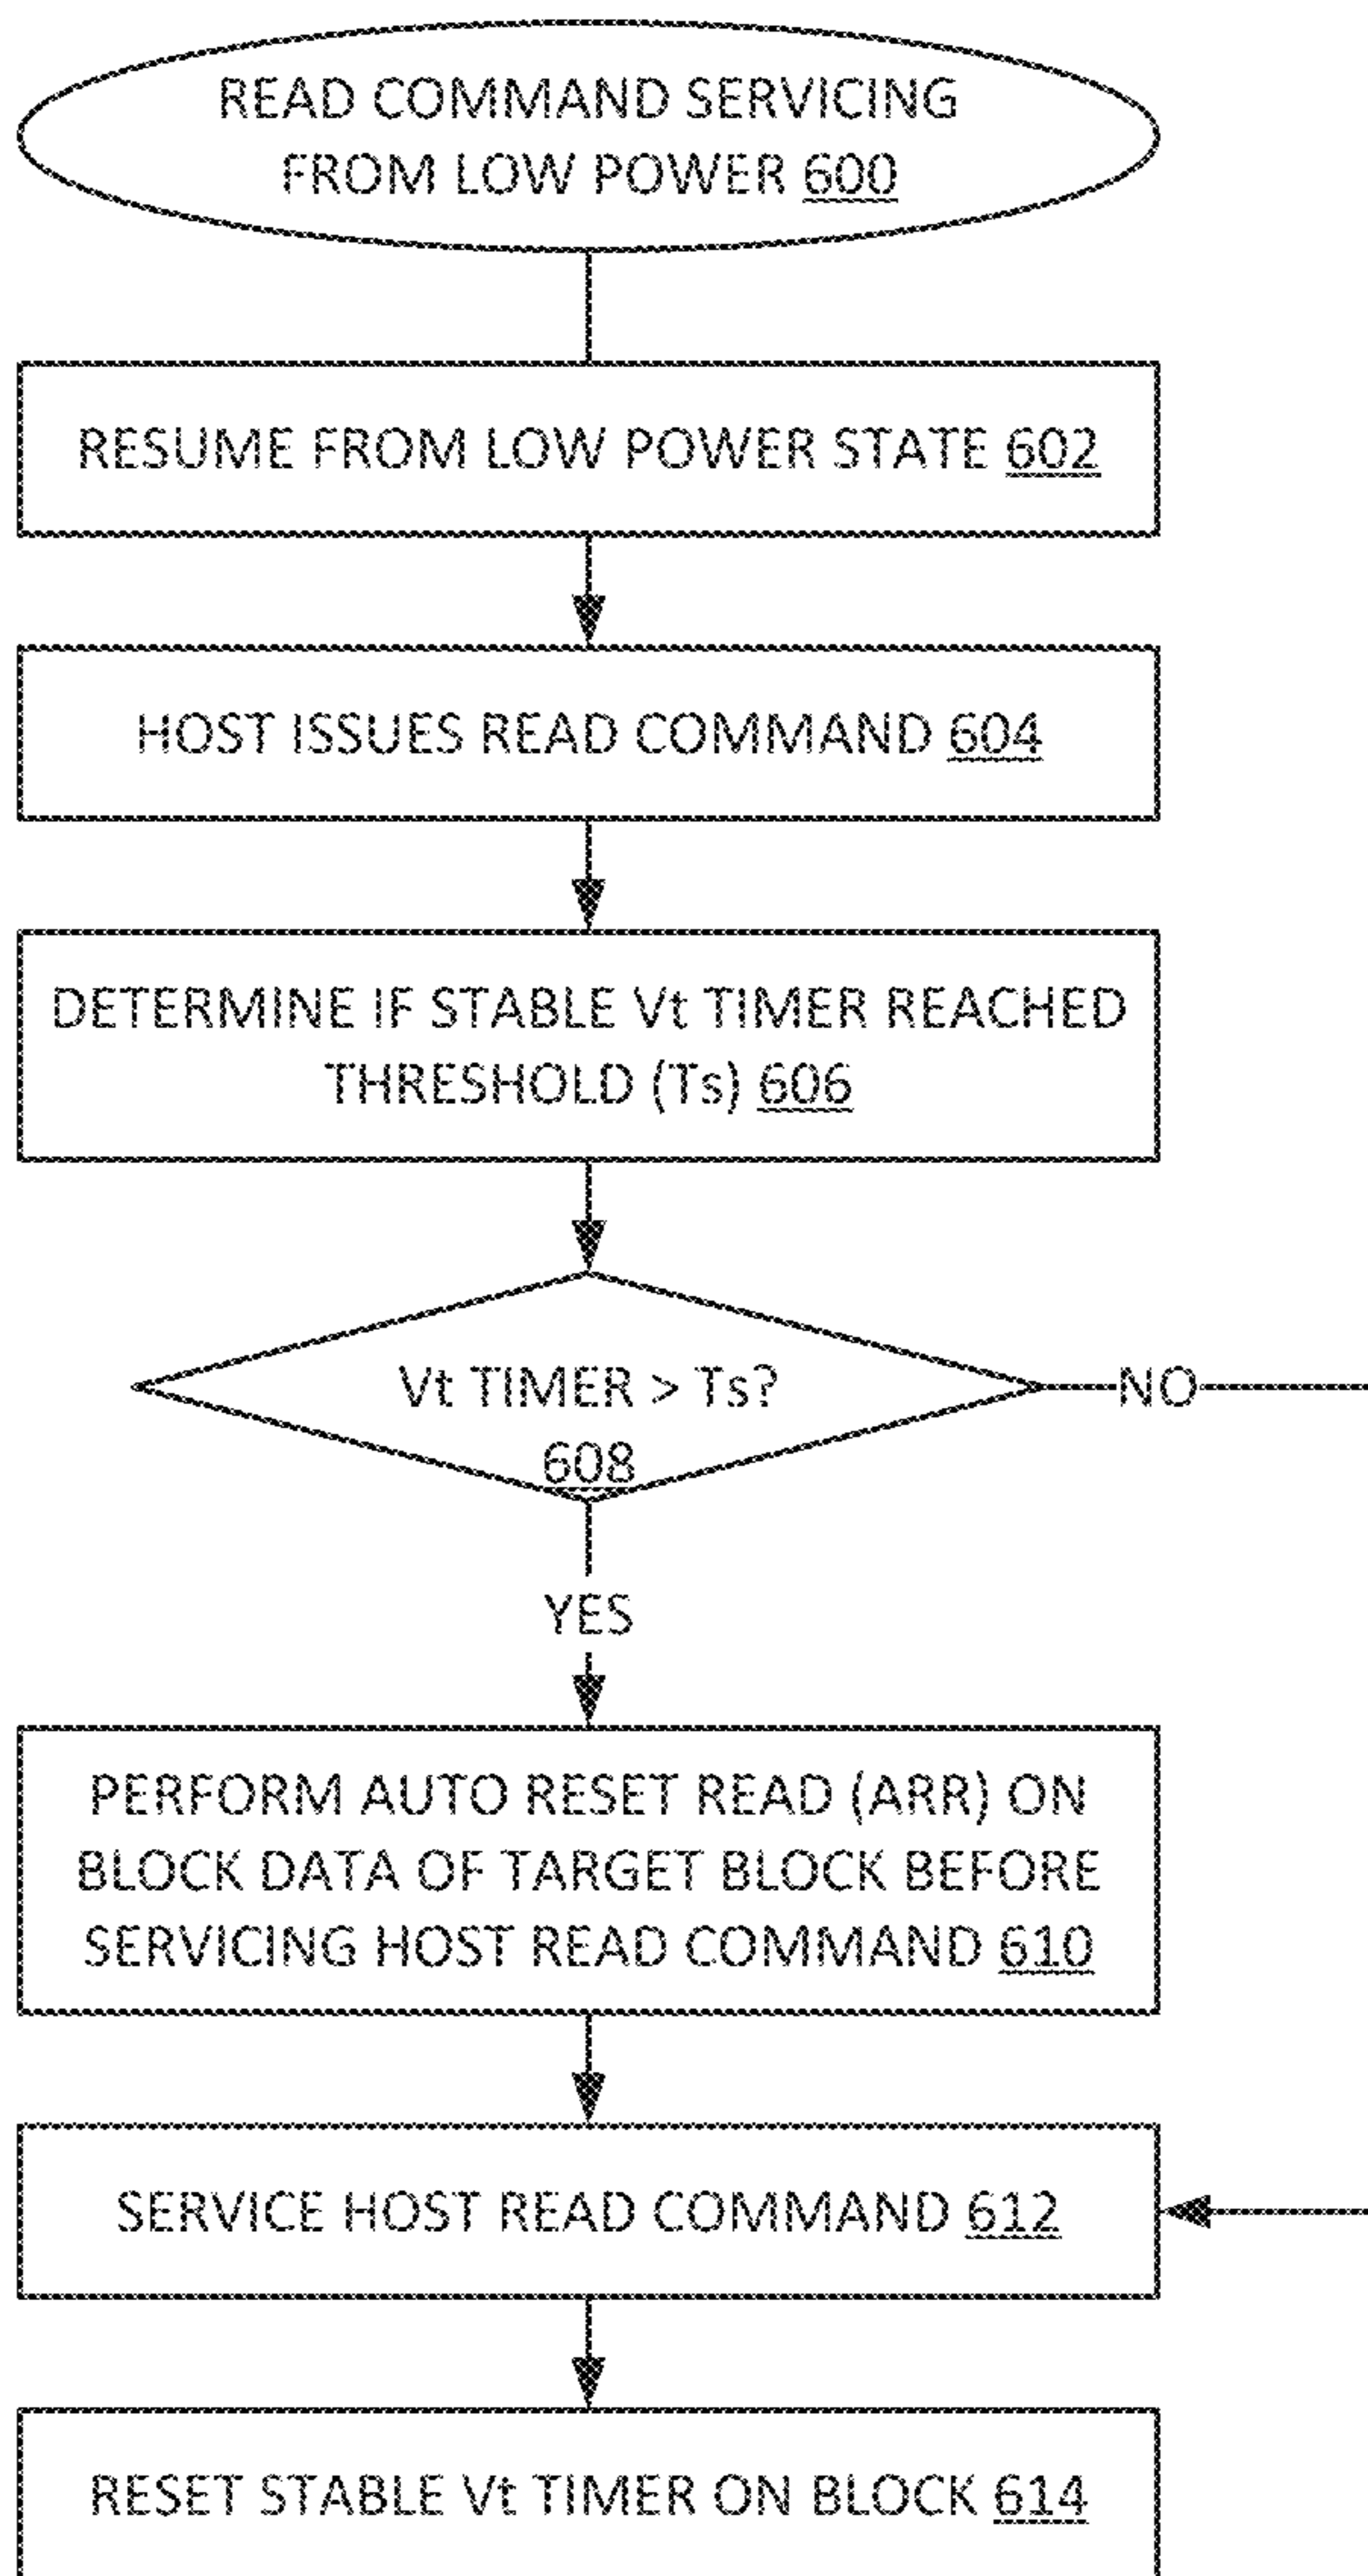 READ COMMAND SERVICING
FROM LOW POWER 600
RESUME FROM LOW POWER STATE 602
HOST ISSUES READ COMMAND 604
DETERMINE IF STABLE Vt TIMER REACHED
THRESHOLD (Ts) 606
Vt TIMER > Ts?
608
NO
YES
PERFORM AUTO RESET READ (ARR) ON
BLOCK DATA OF TARGET BLOCK BEFORE
SERVICING HOST READ COMMAND 610
SERVICE HOST READ COMMAND 612
RESET STABLE Vt TIMER ON BLOCK 614